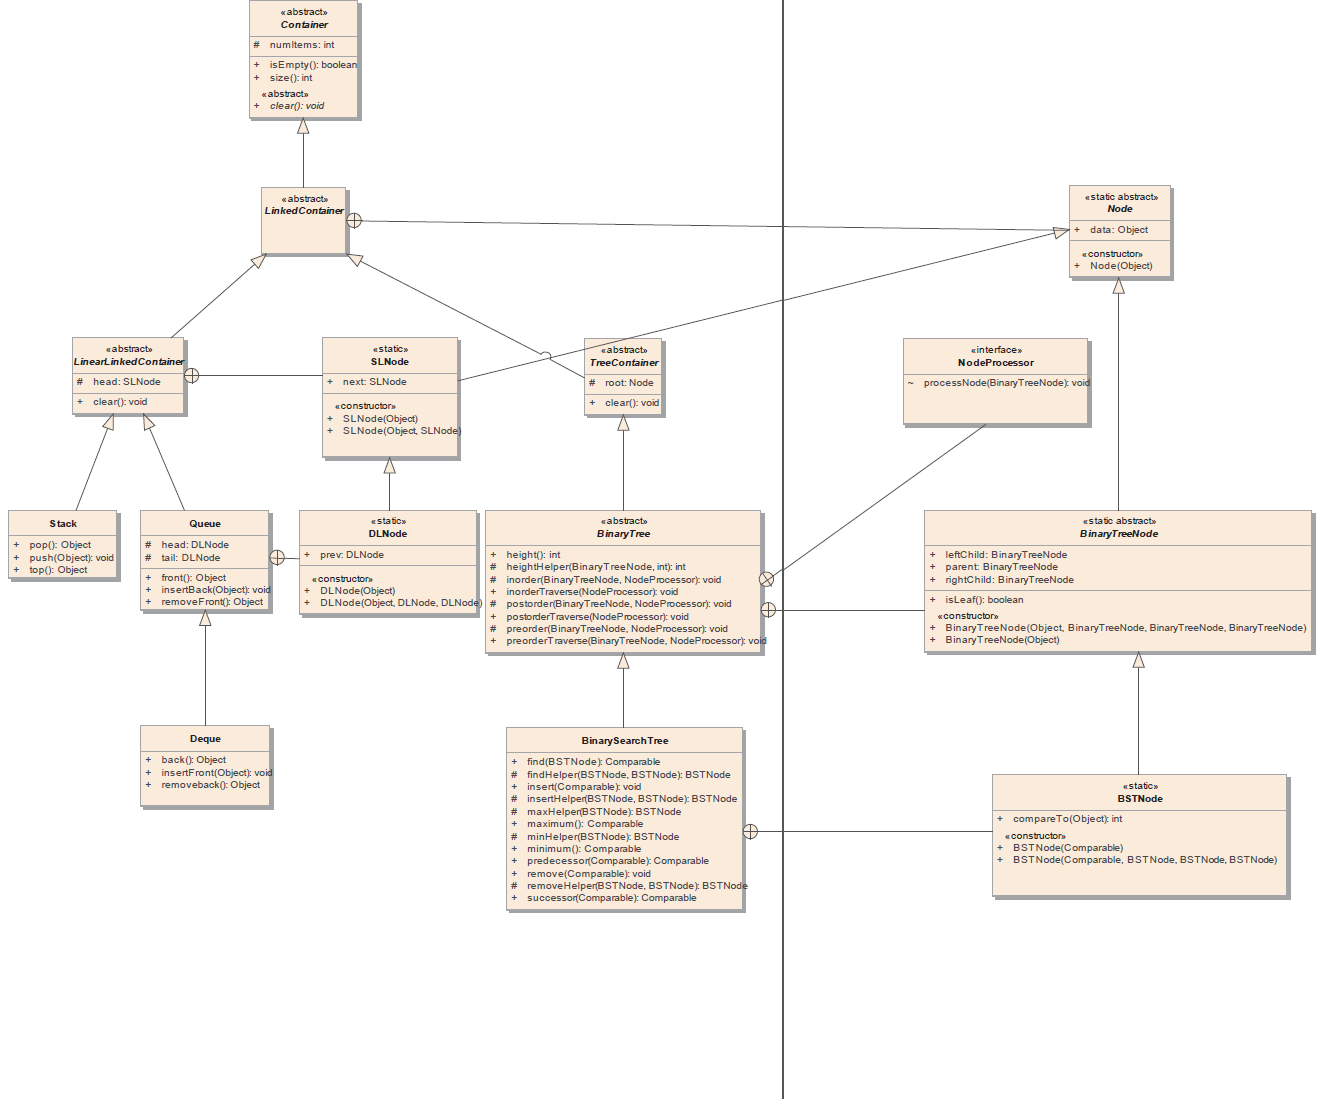 «abstract»
Container
# numItems: int
+ isEmpty(): boolean
+ size(): int
«abstract»
+ clear(): void
«abstract»
LinkedContainer
«static abstract»
Node
+ data: Object
«constructor»
+ Node(Object)
«abstract»
LinearLinkedContainer
# head: SLNode
+ clear(): void
«static»
SLNode
+ next: SLNode
«constructor»
+ SLNode(Object)
+ SLNode(Object, SLNode)
«abstract»
TreeContainer
# root: Node
+ clear(): void
«interface»
NodeProcessor
~ processNode(BinaryTreeNode): void
Stack
+ pop(): Object
+ push(Object): void
+ top(): Object
Queue
# head: DLNode
# tail: DLNode
+ front(): Object
+ insertBack(Object): void
+ removeFront(): Object
«static»
DLNode
+ prev: DLNode
«constructor»
+ DLNode(Object)
+ DLNode(Object, DLNode, DLNode)
«abstract»
BinaryTree
+ height(): int
# heightHelper(BinaryTreeNode, int): int
# inorder(BinaryTreeNode, NodeProcessor): void
+ inorderTraverse(NodeProcessor): void
# postorder(BinaryTreeNode, NodeProcessor): void
+ postorderTraverse(NodeProcessor): void
# preorder(BinaryTreeNode, NodeProcessor): void
+ preorderTraverse(BinaryTreeNode, NodeProcessor): void
«static abstract»
BinaryTreeNode
+ leftChild: BinaryTreeNode
+ parent: BinaryTreeNode
+ rightChild: BinaryTreeNode
+ isLeaf(): boolean
«constructor»
+ BinaryTreeNode(Object, BinaryTreeNode, BinaryTreeNode, BinaryTreeNode)
+ BinaryTreeNode(Object)
Deque
+ back(): Object
+ insertFront(Object): void
+ removeback(): Object
BinarySearchTree
+ find(BSTNode): Comparable
# findHelper(BSTNode, BSTNode): BSTNode
+ insert(Comparable): void
# insertHelper(BSTNode, BSTNode): BSTNode
# maxHelper(BSTNode): BSTNode
+ maximum(): Comparable
# minHelper(BSTNode): BSTNode
+ minimum(): Comparable
+ predecessor(Comparable): Comparable
+ remove(Comparable): void
# removeHelper(BSTNode, BSTNode): BSTNode
+ successor(Comparable): Comparable
«static»
BSTNode
+ compareTo(Object): int
«constructor»
+ BSTNode(Comparable)
+ BSTNode(Comparable, BSTNode, BSTNode, BSTNode)